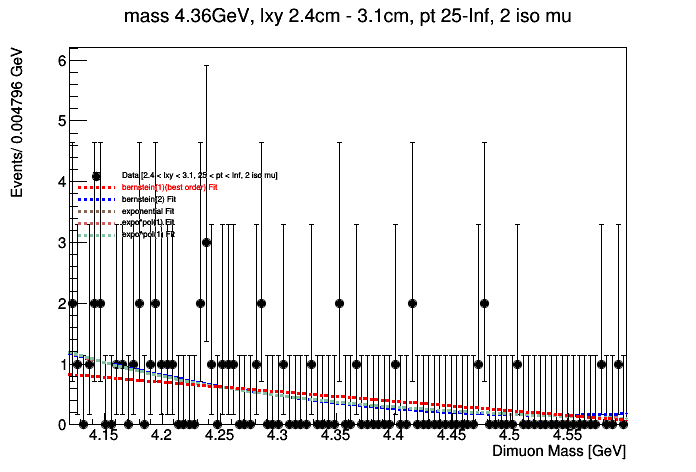 mass 4.36GeV, lxy 2.4cm - 3.1cm, pt 25-Inf, 2 iso mu
Events/ 0.004796 GeV
6
5
4
3
2
1
0
Data [2.4 < lxy < 3.1, 25 < pt < Inf, 2 iso mu]
bernstein(1)(best order) Fit
bernstein(2) Fit
exponential Fit
expo*pol(1) Fit
expo*pol(1) Fit
4.15 4.2 4.25 4.3 4.35 4.4 4.45 4.5 4.55
Dimuon Mass [GeV]